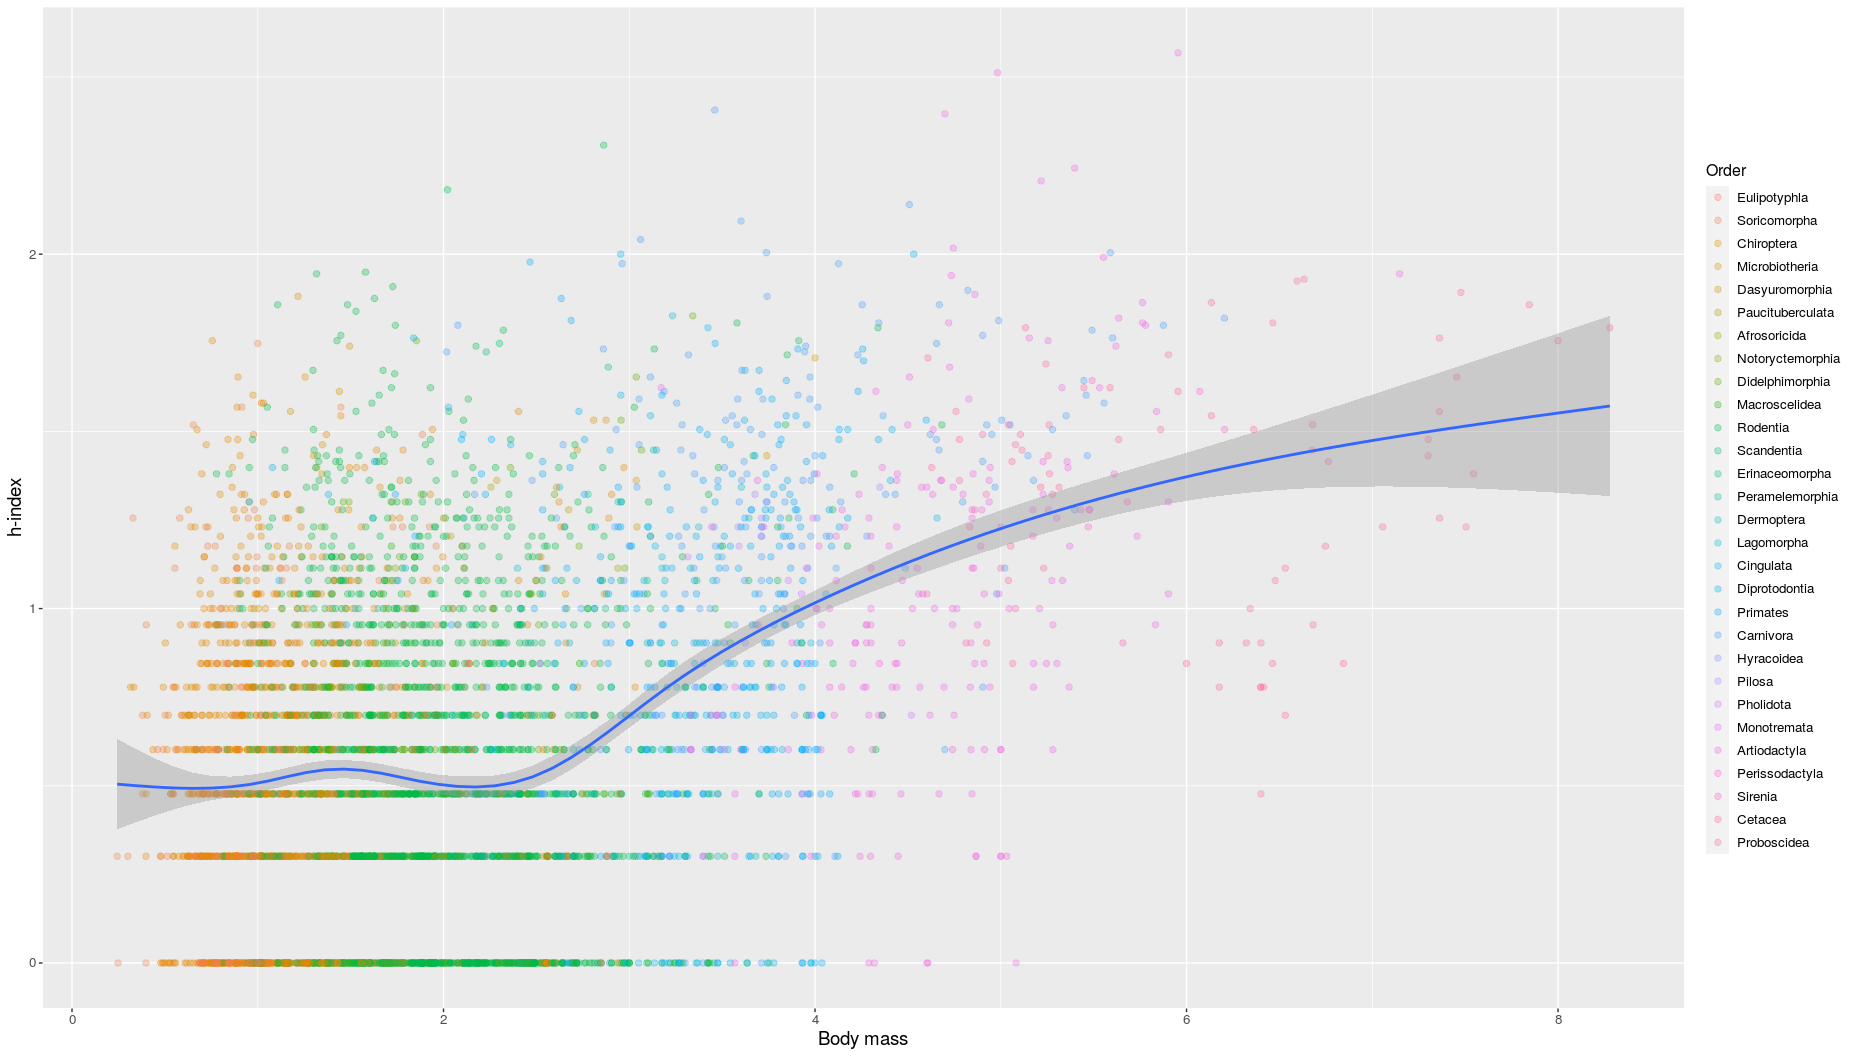 h-index
2
1
0
0
2
4
6
8
Body mass
Order
Eulipotyphla
Soricomorpha
Chiroptera
Microbiotheria
Dasyuromorphia
Paucituberculata
Afrosoricida
Notoryctemorphia
Didelphimorphia
Macroscelidea
Rodentia
Scandentia
Erinaceomorpha
Peramelemorphia
Dermoptera
Lagomorpha
Cingulata
Diprotodontia
Primates
Carnivora
Hyracoidea
Pilosa
Pholidota
Monotremata
Artiodactyla
Perissodactyla
Sirenia
Cetacea
Proboscidea